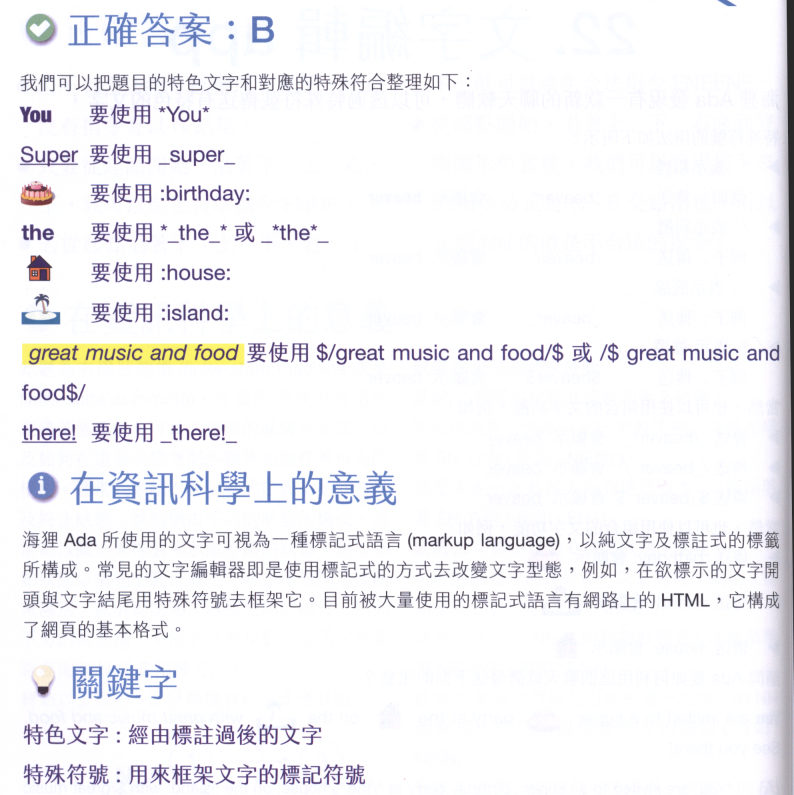 正確答案：B
我們可以把題目的特色文字和對應的特殊符合整理如下：
You 要使用 *You*
Super 要使用 _super_
要使用 :birthday:
the 要使用 *_the_* 或 _*the*_
要使用 :house:
要使用 :island:
great music and food 要使用 $/great music and food/$ 或 /$ great music and
food$/
there! 要使用 _there!_
在資訊科學上的意義
海狸 Ada 所使用的文字可視為一種標記式語言 (markup language)，以純文字及標註式的標籤
所構成。常見的文字編輯器即是使用標記式的方式去改變文字型態，例如，在欲標示的文字開
頭與文字結尾用特殊符號去框架它。目前被大量使用的標記式語言有網路上的 HTML，它構成
了網頁的基本格式。
關鍵字
特色文字 : 經由標註過後的文字
特殊符號 : 用來框架文字的標記符號